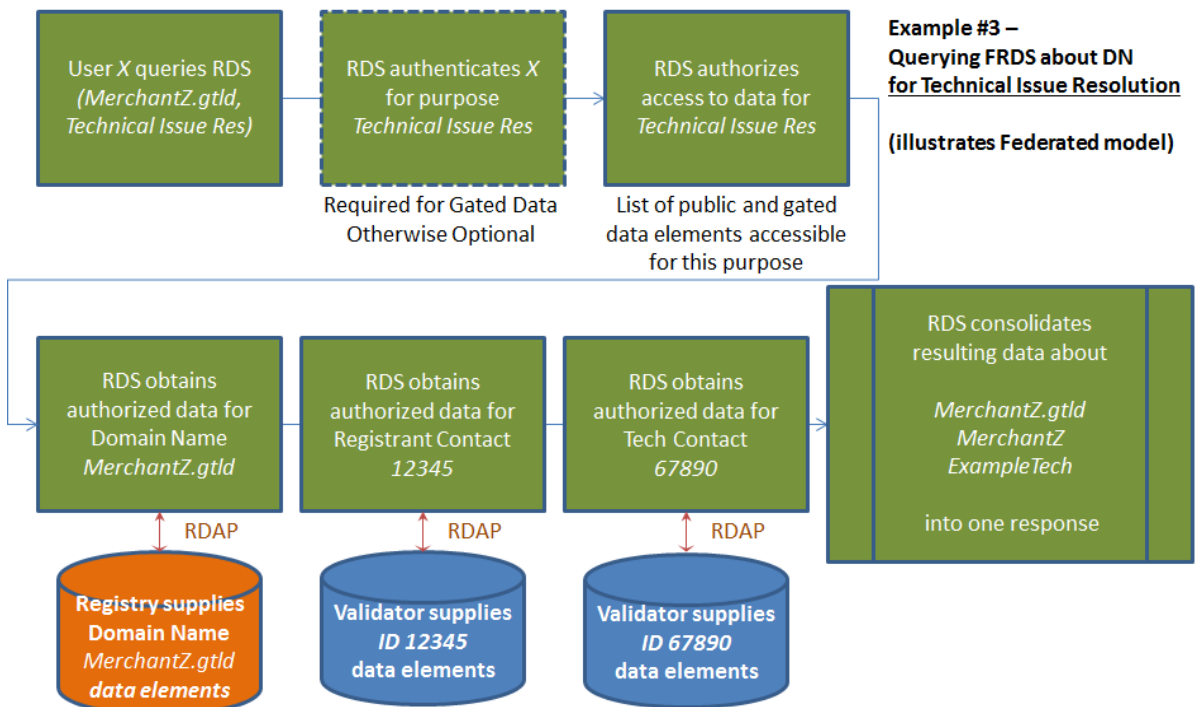 User X queries RDS
(MerchantZ.gtld,
Technical Issue Res)
RDS authenticates X
for purpose
Technical Issue Res
RDS authorizes
access to data for
Technical Issue Res
Example #3 –
Querying FRDS about DN
for Technical Issue Resolution
(illustrates Federated model)
Required for Gated Data
Otherwise Optional
List of public and gated
data elements accessible
for this purpose
RDS obtains
authorized data for
Domain Name
MerchantZ.gtld
RDS obtains
authorized data for
Registrant Contact
12345
RDS obtains
authorized data for
Tech Contact
67890
RDS consolidates
resulting data about
MerchantZ.gtld
MerchantZ
ExampleTech
into one response
RDAP
RDAP
RDAP
Registry supplies
Domain Name
MerchantZ.gtld
data elements
Validator supplies
ID 12345
data elements
Validator supplies
ID 67890
data elements